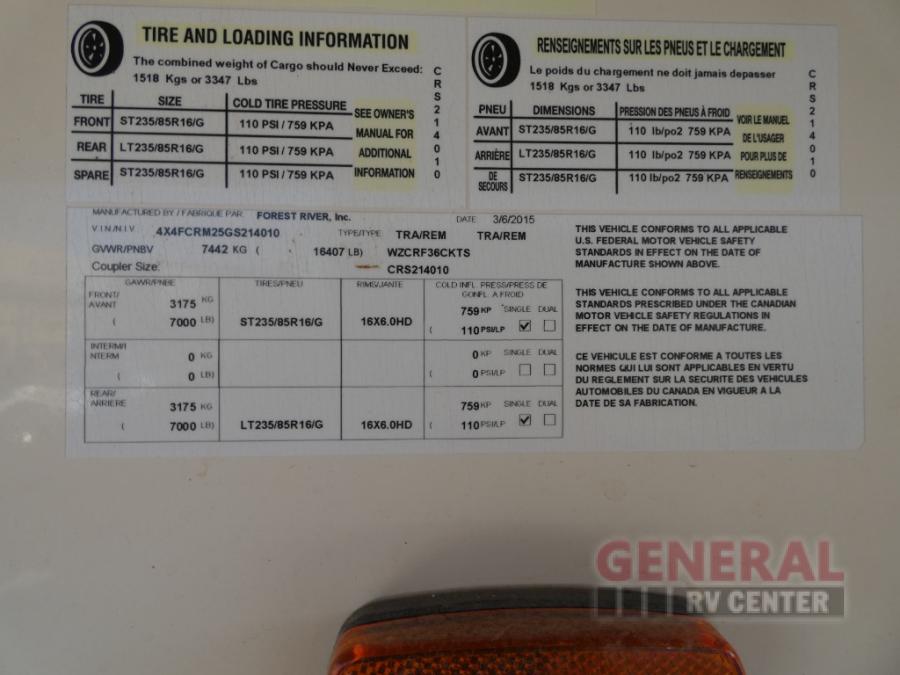 TIRE AND LOADING INFORMATION
The combined weight of Cargo should Never Exceed:
1518 Kgs or 3347 Lbs
TIRE SIZE COLD TIRE PRESSURE
FRONT ST235/85R16/G 110 PSI / 759 KPA
REAR LT235/85R16/G 110 PSI / 759 KPA
SPARE ST235/85R16/G 110 PSI / 759 KPA
SEE OWNER'S
MANUAL FOR
ADDITIONAL
INFORMATION
CRS214010
RENSEIGNEMENTS SUR LES PNEUS ET LE CHARGEMENT
Le poids du chargement ne doit jamais depasser
1518 Kgs or 3347 Lbs
PNEU DIMENSIONS PRESSION DES PNEUS À FROID
AVANT ST235/85R16/G 110 lb/po2 759 KPA
ARRIÈRE LT235/85R16/G 110 lb/po2 759 KPA
DE SECOURS ST235/85R16/G 110 lb/po2 759 KPA
VOIR LE MANUEL
DE L'USAGER
POUR PLUS DE
RENSEIGNEMENTS
CRS214010
MANUFACTURED BY / FABRIQUE PAR FOREST RIVER, Inc. DATE 3/6/2015
V.I.N./N.I.V. 4X4FCRM25GS214010 TYPE/TYPE TRA/REM TRA/REM
GVWR/PNBV 7442 KG ( 16407 LB) WZCRF36CKTS
Coupler Size: CRS214010
GAWR/PNBE TIRES/PNEU RIMS/JANTE COLD INFL. PRESS/PRESS DE
GONFL. A FROID
FRONT/
AVANT 3175 KG 759 KP SINGLE DUAL
( 7000 LB) ST235/85R16/G 16X6.0HD ( 110 PSI/LP
INTERM/I
NTERM 0 KG 0 KP SINGLE DUAL
( 0 LB) ( 0 PSI/LP
REAR/
ARRIERE 3175 KG 759 KP SINGLE DUAL
( 7000 LB) LT235/85R16/G 16X6.0HD ( 110 PSI/LP
THIS VEHICLE CONFORMS TO ALL APPLICABLE
U.S. FEDERAL MOTOR VEHICLE SAFETY
STANDARDS IN EFFECT ON THE DATE OF
MANUFACTURE SHOWN ABOVE.
THIS VEHICLE CONFORMS TO ALL APPLICABLE
STANDARDS PRESCRIBED UNDER THE CANADIAN
MOTOR VEHICLE SAFETY REGULATIONS IN
EFFECT ON THE DATE OF MANUFACTURE.
CE VEHICULE EST CONFORME A TOUTES LES
NORMES QUI LUI SONT APPLICABLES EN VERTU
DU REGLEMENT SUR LA SECURITE DES VEHICULES
AUTOMOBILES DU CANADA EN VIGUEUR A LA
DATE DE SA FABRICATION.
GENERAL
RV CENTER